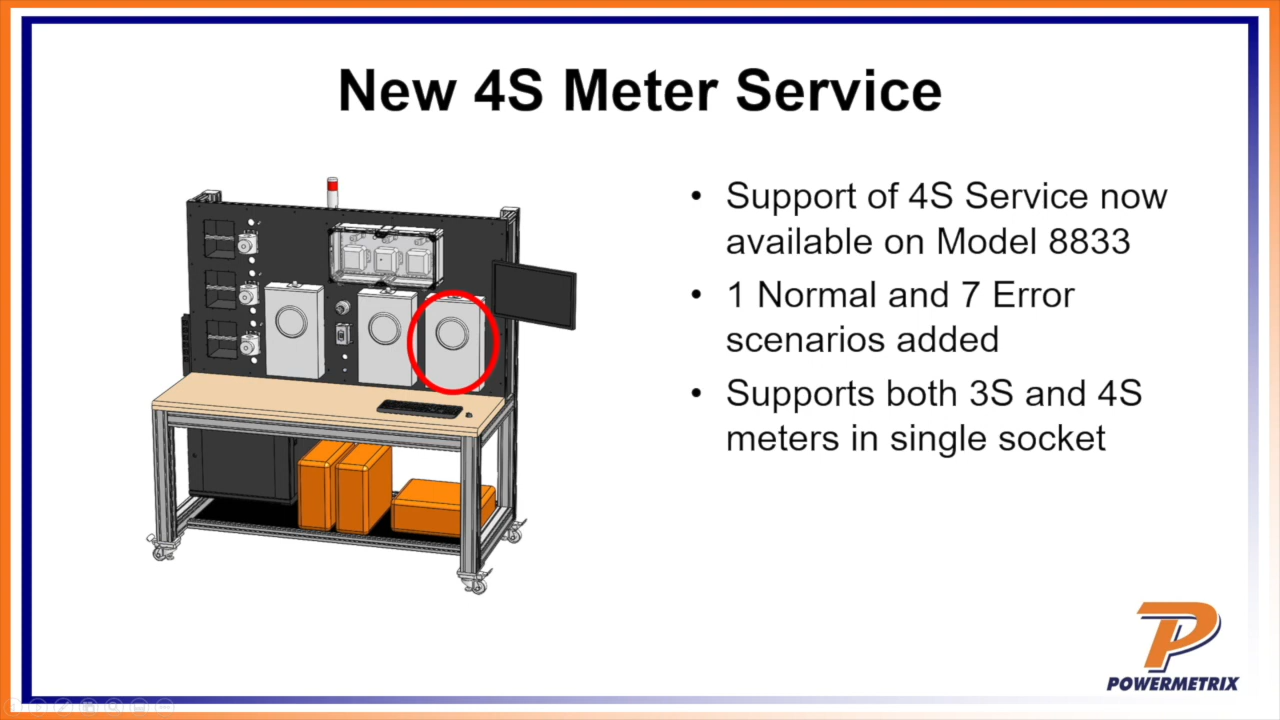 New 4S Meter Service
• Support of 4S Service now
available on Model 8833
• 1 Normal and 7 Error
scenarios added
• Supports both 3S and 4S
meters in single socket
POWERMETRIX